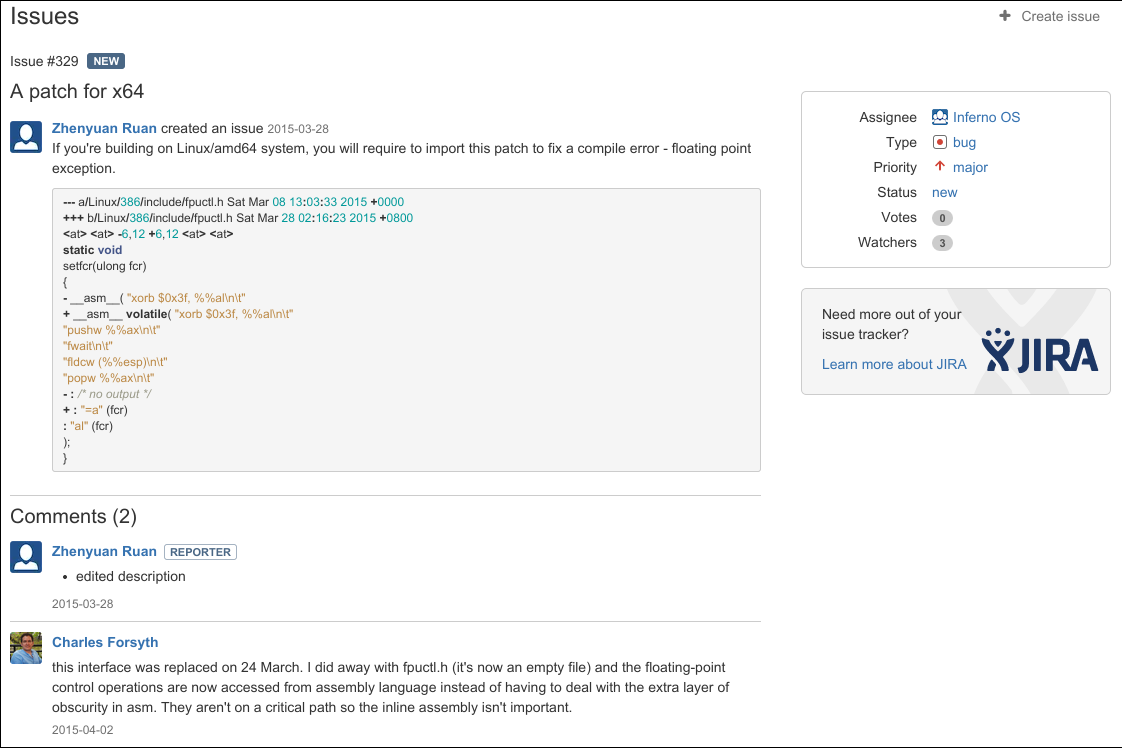 Issues
Create issue
Issue #329 NEW
A patch for x64
Zhenyuan Ruan created an issue 2015-03-28
If you're building on Linux/amd64 system, you will require to import this patch to fix a compile error - floating point
exception.
--- a/Linux/386/include/fpuctl.h Sat Mar 08 13:03:33 2015 +0000
+++ b/Linux/386/include/fpuctl.h Sat Mar 28 02:16:23 2015 +0800
<at> <at> -6,12 +6,12 <at> <at>
static void
setfcr(ulong fcr)
{
- __asm__( "xorb $0x3f, %%al\n\t"
+ __asm__ volatile( "xorb $0x3f, %%al\n\t"
"pushw %%ax\n\t"
"fwait\n\t"
"fldcw (%%esp)\n\t"
"popw %%ax\n\t"
- : /* no output */
+ : "=a" (fcr)
: "al" (fcr)
);
}
Assignee Inferno OS
Type bug
Priority major
Status new
Votes 0
Watchers 3
Need more out of your
issue tracker?
Learn more about JIRA
JIRA
Comments (2)
Zhenyuan Ruan REPORTER
• edited description
2015-03-28
Charles Forsyth
this interface was replaced on 24 March. I did away with fpuctl.h (it's now an empty file) and the floating-point
control operations are now accessed from assembly language instead of having to deal with the extra layer of
obscurity in asm. They aren't on a critical path so the inline assembly isn't important.
2015-04-02